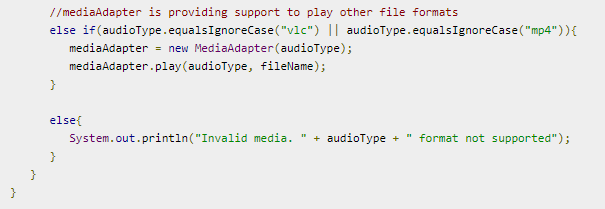 //mediaAdapter is providing support to play other file formats
else if(audioType.equalsIgnoreCase("vlc") || audioType.equalsIgnoreCase("mp4")){
mediaAdapter = new MediaAdapter(audioType);
mediaAdapter.play(audioType, fileName);
}
else{
System.out.println("Invalid media. " + audioType + " format not supported");
}
}
}